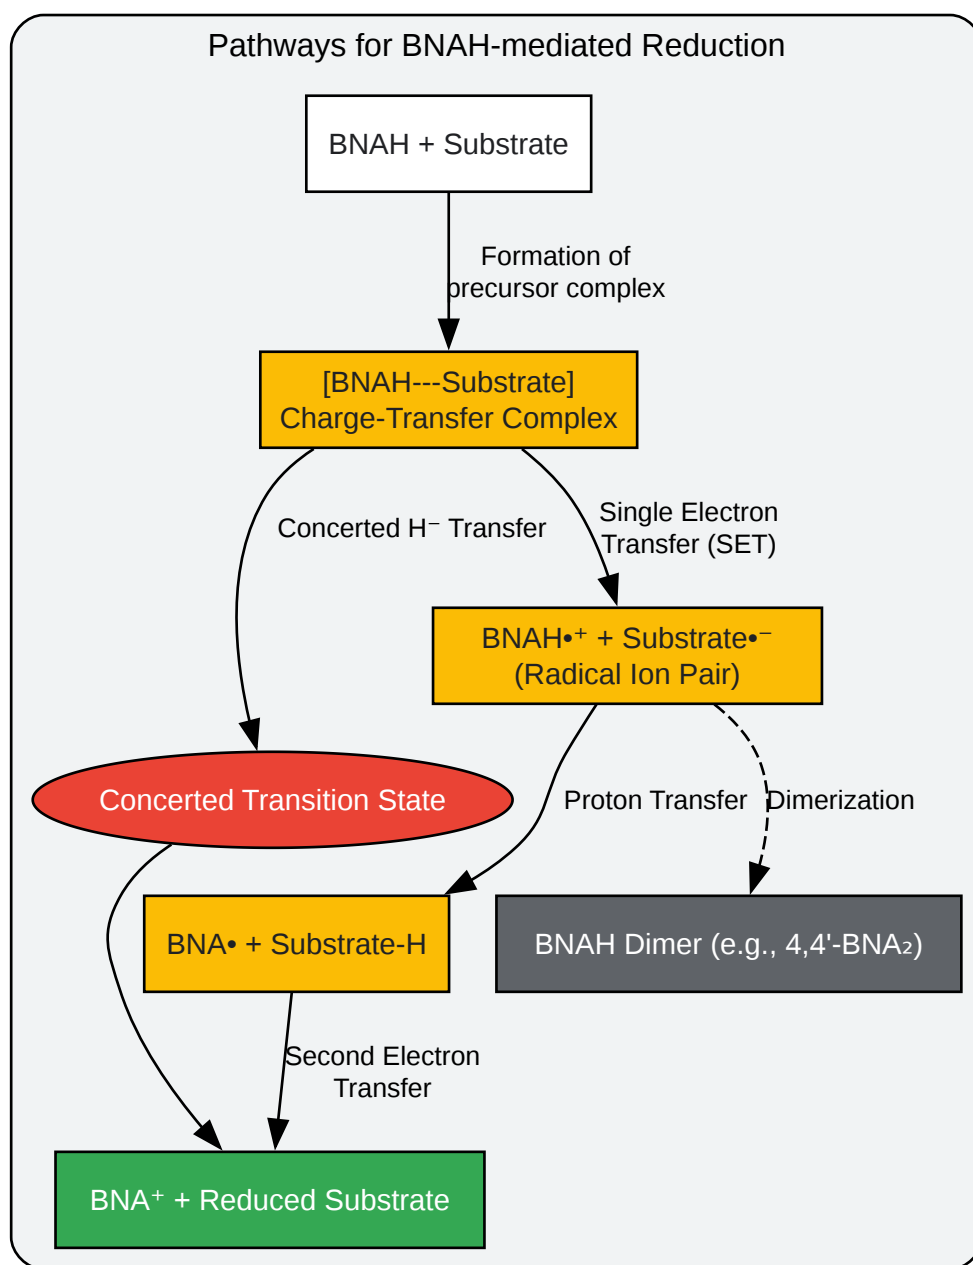 Pathways for BNAH-mediated Reduction
BNAH + Substrate
Formation of
precursor complex
[BNAH---Substrate]
Charge-Transfer Complex
Concerted H⁻ Transfer
Single Electron
Transfer (SET)
BNAH•⁺ + Substrate•⁻
(Radical Ion Pair)
Concerted Transition State
Proton Transfer
Dimerization
BNA• + Substrate-H
BNAH Dimer (e.g., 4,4'-BNA₂)
Second Electron
Transfer
BNA⁺ + Reduced Substrate